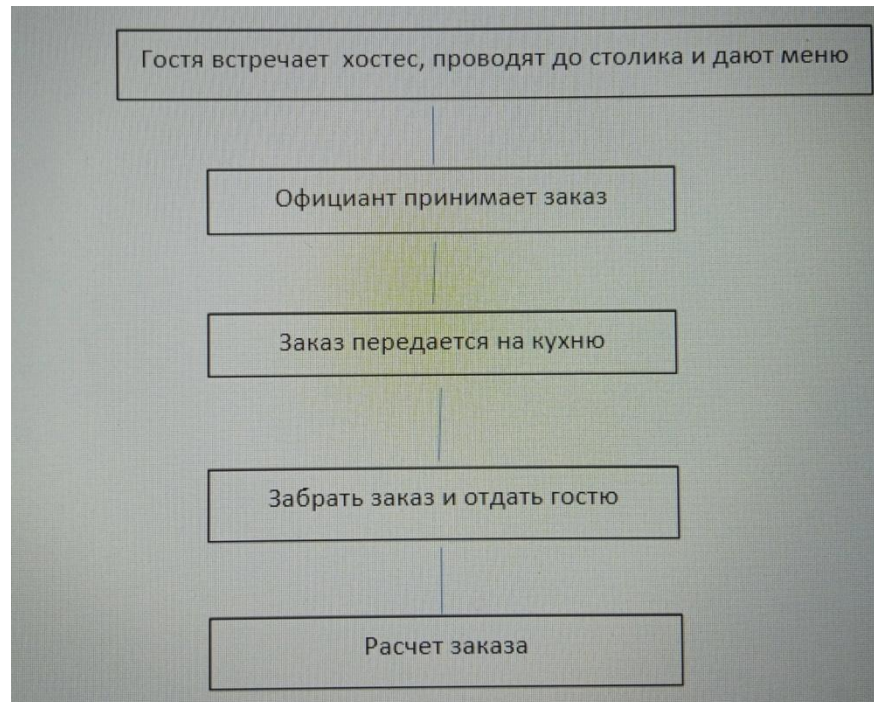 Гостя встречает хостес, проводят до столика и дают меню
Официант принимает заказ
Заказ передается на кухню
Забрать заказ и отдать гостю
Расчет заказа